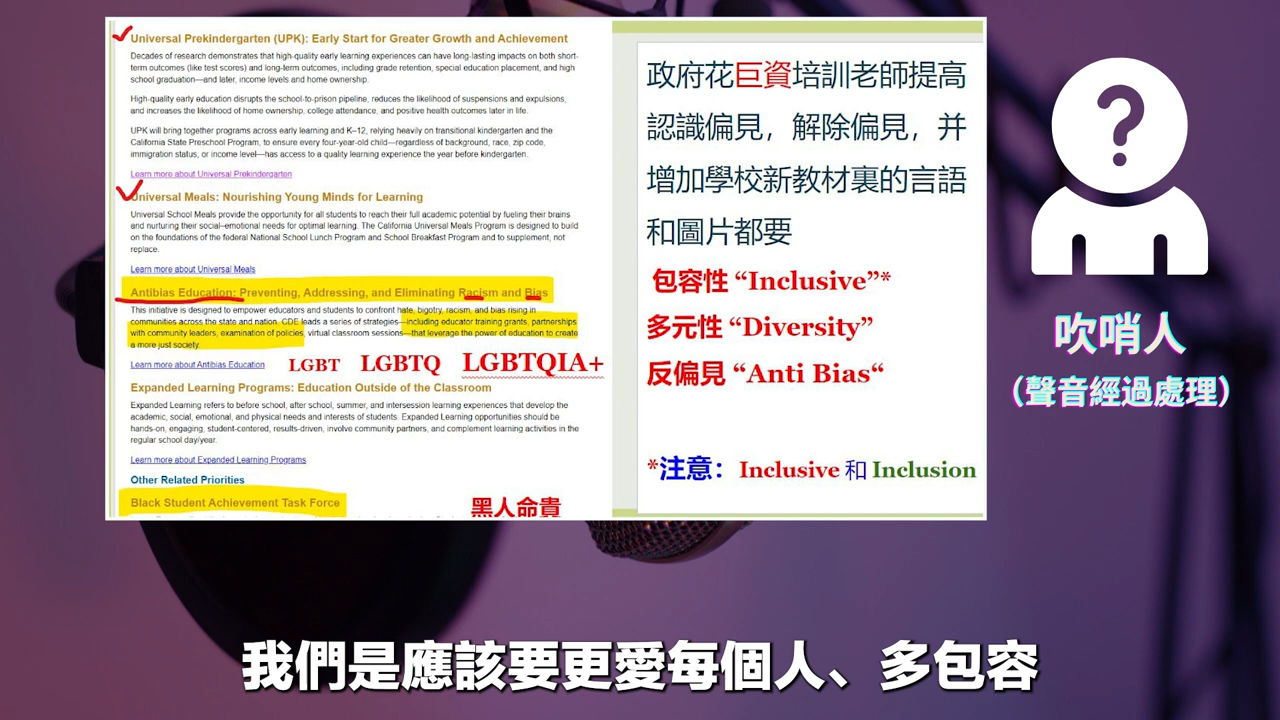 Universal Prekindergarten (UPK): Early Start for Greater Growth and Achievement
Decades of research demonstrates that high-quality early learning experiences can have long-lasting impacts on both short-
term outcomes (like test scores) and long-term outcomes, including grade retention, special education placement, and high
school graduation—and later, income levels and home ownership.
High-quality early education disrupts the school-to-prison pipeline, reduces the likelihood of suspensions and expulsions,
and increases the likelihood of home ownership, college attendance, and positive health outcomes later in life.
UPK will bring together programs across early learning and K–12, relying heavily on transitional kindergarten and the
California State Preschool Program, to ensure every four-year-old child—regardless of background, race, zip code,
immigration status, or income level—has access to a quality learning experience the year before kindergarten.
Learn more about Universal Prekindergarten
Universal Meals: Nourishing Young Minds for Learning
Universal School Meals provide the opportunity for all students to reach their full academic potential by fueling their brains
and nurturing their social–emotional needs for optimal learning. The California Universal Meals Program is designed to build
on the foundations of the federal National School Lunch Program and School Breakfast Program and to supplement, not
replace.
Learn more about Universal Meals
Antibias Education: Preventing, Addressing, and Eliminating Racism and Bias
This initiative is designed to empower educators and students to confront hate, bigotry, racism, and bias rising in
communities across the state and nation. CDE leads a series of strategies—including educator training grants, partnerships
with community leaders, examination of policies, virtual classroom sessions—that leverage the power of education to create
a more just society.
Learn more about Antibias Education
LGBT LGBTQ LGBTQIA+
Expanded Learning Programs: Education Outside of the Classroom
Expanded Learning refers to before school, after school, summer, and intersession learning experiences that develop the
academic, social, emotional, and physical needs and interests of students. Expanded Learning opportunities should be
hands-on, engaging, student-centered, results-driven, involve community partners, and complement learning activities in the
regular school day/year.
Learn more about Expanded Learning Programs
Other Related Priorities
Black Student Achievement Task Force
黑人命貴
政府花巨資培訓老師提高
認識偏見，解除偏見，并
增加學校新教材裏的言語
和圖片都要
包容性 “Inclusive”*
多元性 “Diversity”
反偏見 “Anti Bias“
*注意：Inclusive 和 Inclusion
吹哨人
（聲音經過處理）
我們是應該要更愛每個人、多包容